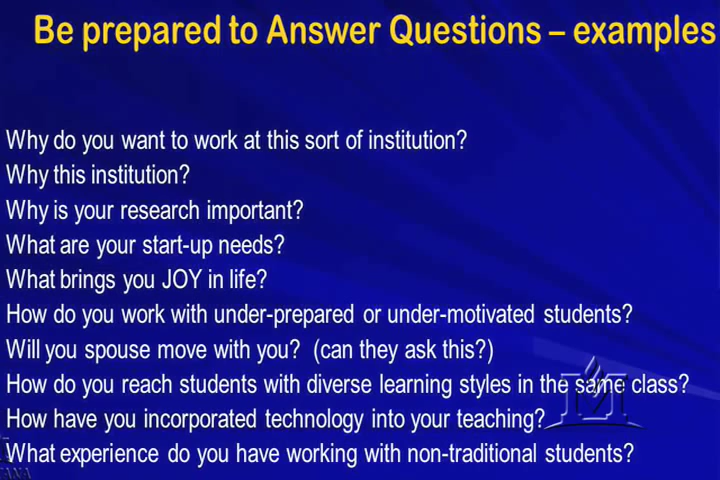 Be prepared to Answer Questions – examples
Why do you want to work at this sort of institution?
Why this institution?
Why is your research important?
What are your start-up needs?
What brings you JOY in life?
How do you work with under-prepared or under-motivated students?
Will you spouse move with you? (can they ask this?)
How do you reach students with diverse learning styles in the same class?
How have you incorporated technology into your teaching?
What experience do you have working with non-traditional students?